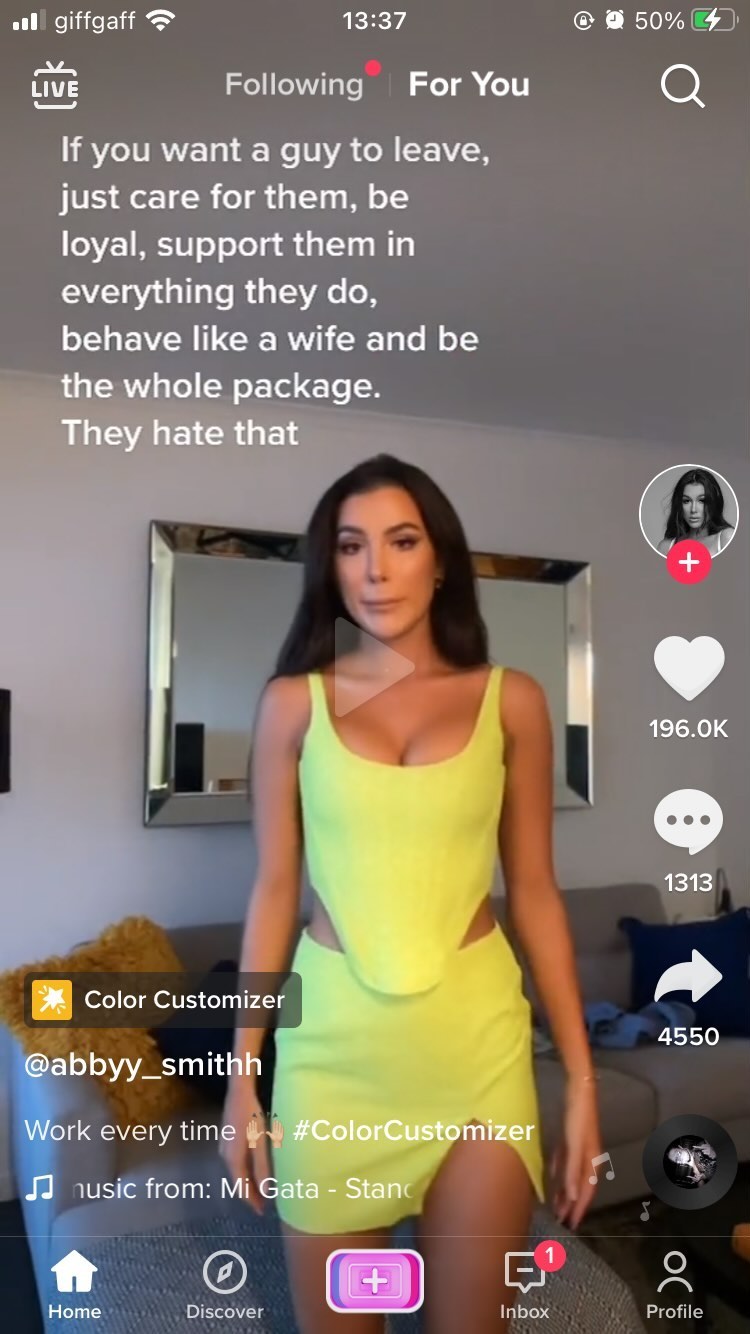 giffgaff
13:37
50%
LIVE
Following
For You
If you want a guy to leave,
just care for them, be
loyal, support them in
everything they do,
behave like a wife and be
the whole package.
They hate that
196.0K
1313
4550
Color Customizer
@abbyy_smithh
Work every time 🙌🏼 #ColorCustomizer
music from: Mi Gata - Stand
1
Home
Discover
Inbox
Profile